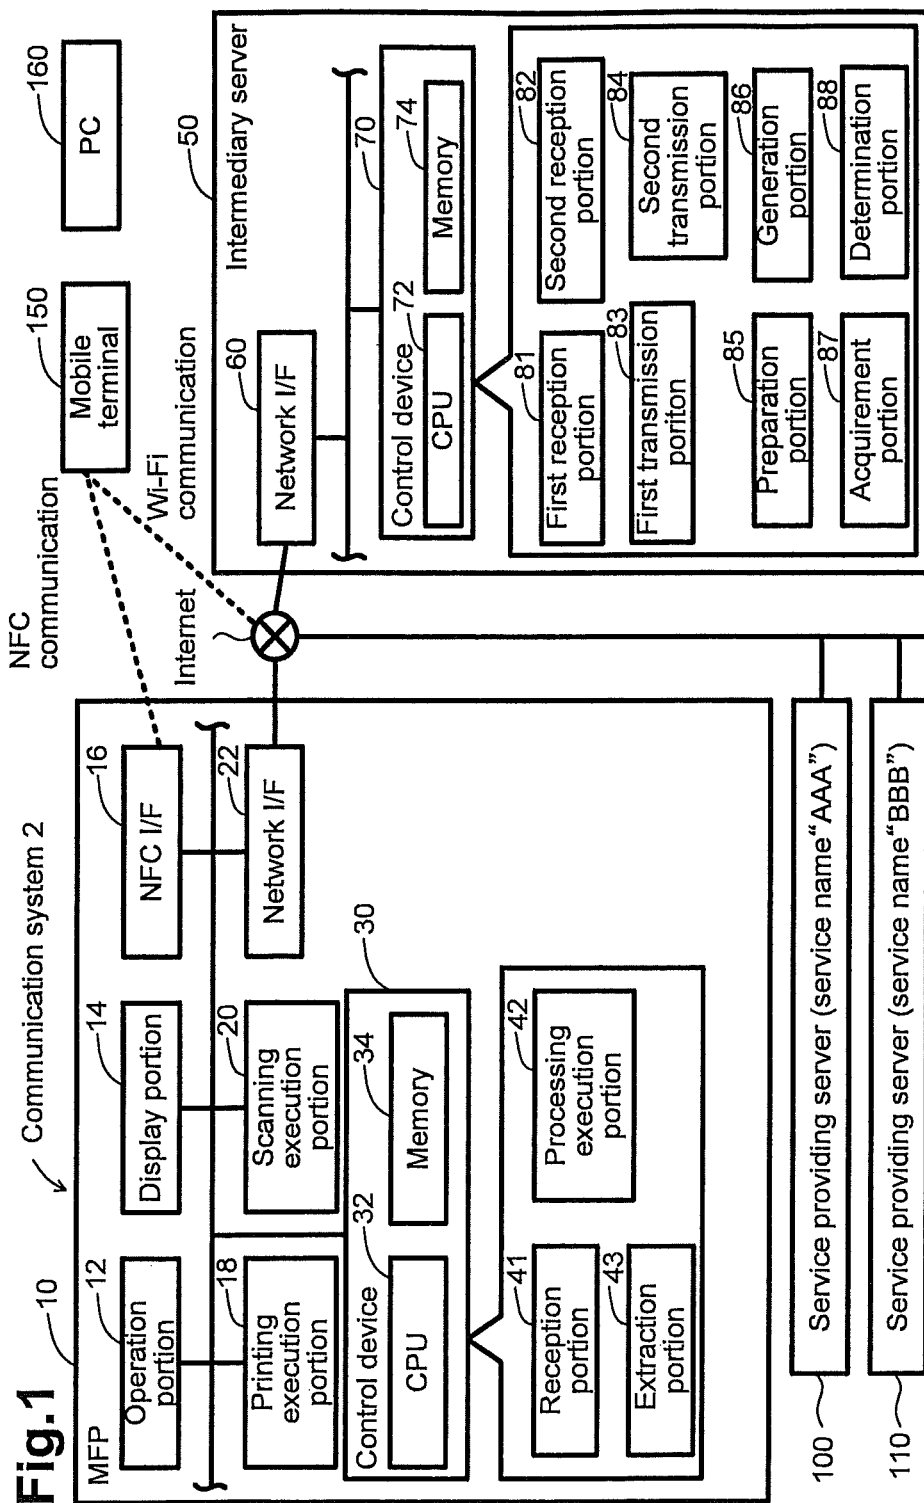 Fig.1
Communication system 2
10
MFP
12
Operation
portion
14
Display portion
16
NFC I/F
18
Printing
execution
portion
20
Scanning
execution
portion
22
Network I/F
30
Control device
32
CPU
34
Memory
41
Reception
portion
42
Processing
execution
portion
43
Extraction
portion
NFC
communication
Internet
Wi-Fi
communication
150
Mobile
terminal
160
PC
50
Intermediary server
60
Network I/F
70
Control device
72
CPU
74
Memory
81
First reception
portion
82
Second reception
portion
83
First transmission
poriton
84
Second
transmission
portion
85
Preparation
portion
86
Generation
portion
87
Acquirement
portion
88
Determination
portion
100
Service providing server (service name“AAA”)
110
Service providing server (service name“BBB”)